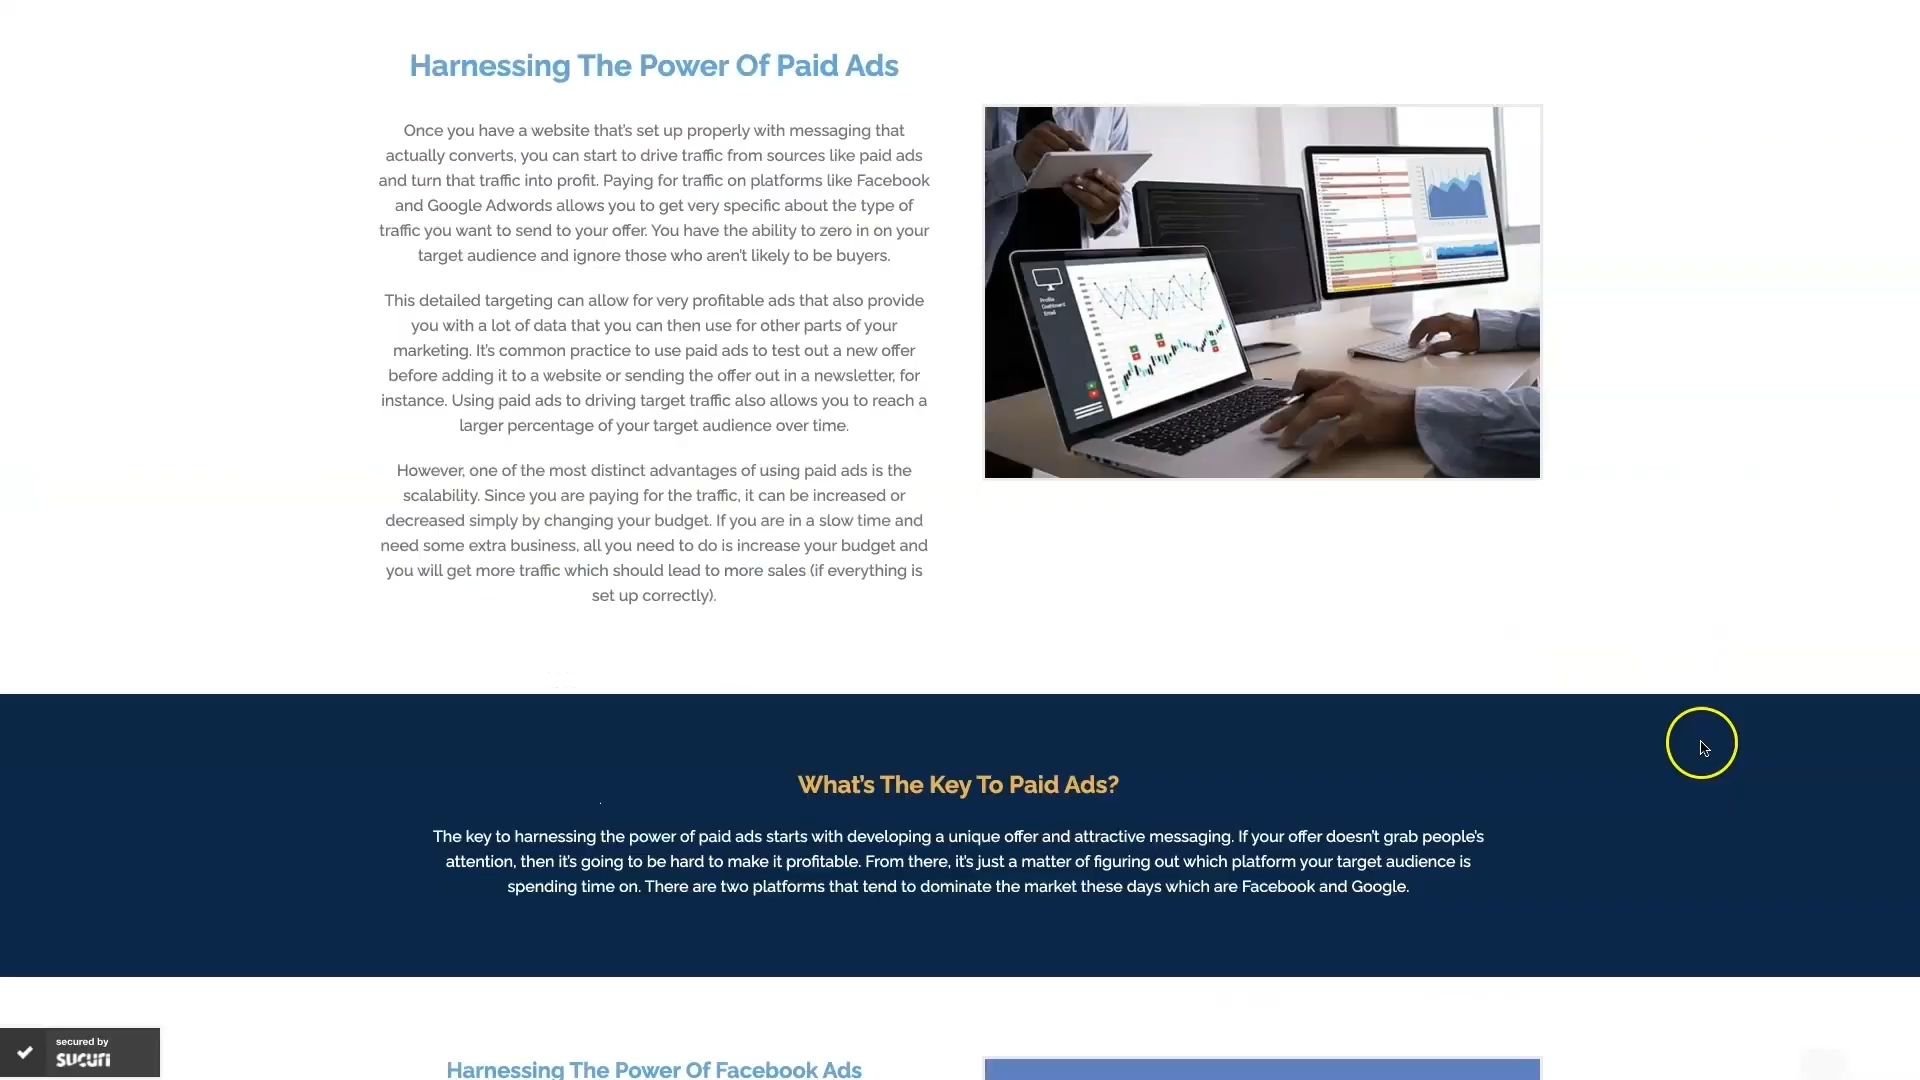 Harnessing The Power Of Paid Ads
Once you have a website that's set up properly with messaging that
actually converts, you can start to drive traffic from sources like paid ads
and turn that traffic into profit. Paying for traffic on platforms like Facebook
and Google Adwords allows you to get very specific about the type of
traffic you want to send to your offer. You have the ability to zero in on your
target audience and ignore those who aren't likely to be buyers.
This detailed targeting can allow for very profitable ads that also provide
you with a lot of data that you can then use for other parts of your
marketing. It's common practice to use paid ads to test out a new offer
before adding it to a website or sending the offer out in a newsletter, for
instance. Using paid ads to driving target traffic also allows you to reach a
larger percentage of your target audience over time.
However, one of the most distinct advantages of using paid ads is the
scalability. Since you are paying for the traffic, it can be increased or
decreased simply by changing your budget. If you are in a slow time and
need some extra business, all you need to do is increase your budget and
you will get more traffic which should lead to more sales (if everything is
set up correctly).
What's The Key To Paid Ads?
The key to harnessing the power of paid ads starts with developing a unique offer and attractive messaging. If your offer doesn't grab people's
attention, then it's going to be hard to make it profitable. From there, it's just a matter of figuring out which platform your target audience is
spending time on. There are two platforms that tend to dominate the market these days which are Facebook and Google.
Harnessing The Power Of Facebook Ads
secured by
sucuri